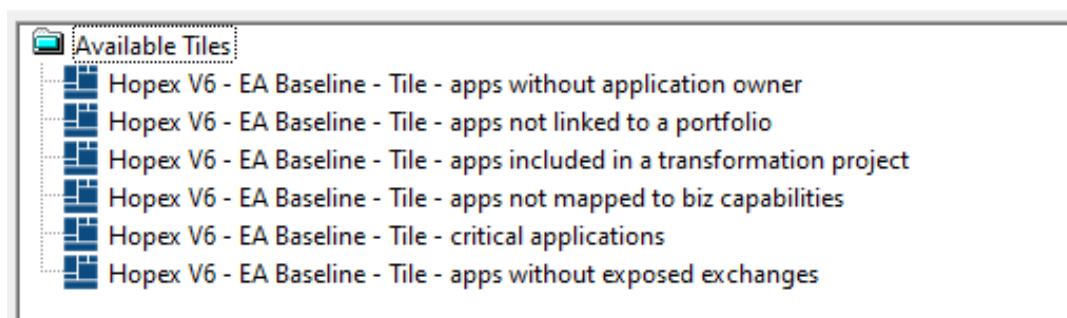 Available Tiles
Hopex V6 - EA Baseline - Tile - apps without application owner
Hopex V6 - EA Baseline - Tile - apps not linked to a portfolio
Hopex V6 - EA Baseline - Tile - apps included in a transformation project
Hopex V6 - EA Baseline - Tile - apps not mapped to biz capabilities
Hopex V6 - EA Baseline - Tile - critical applications
Hopex V6 - EA Baseline - Tile - apps without exposed exchanges